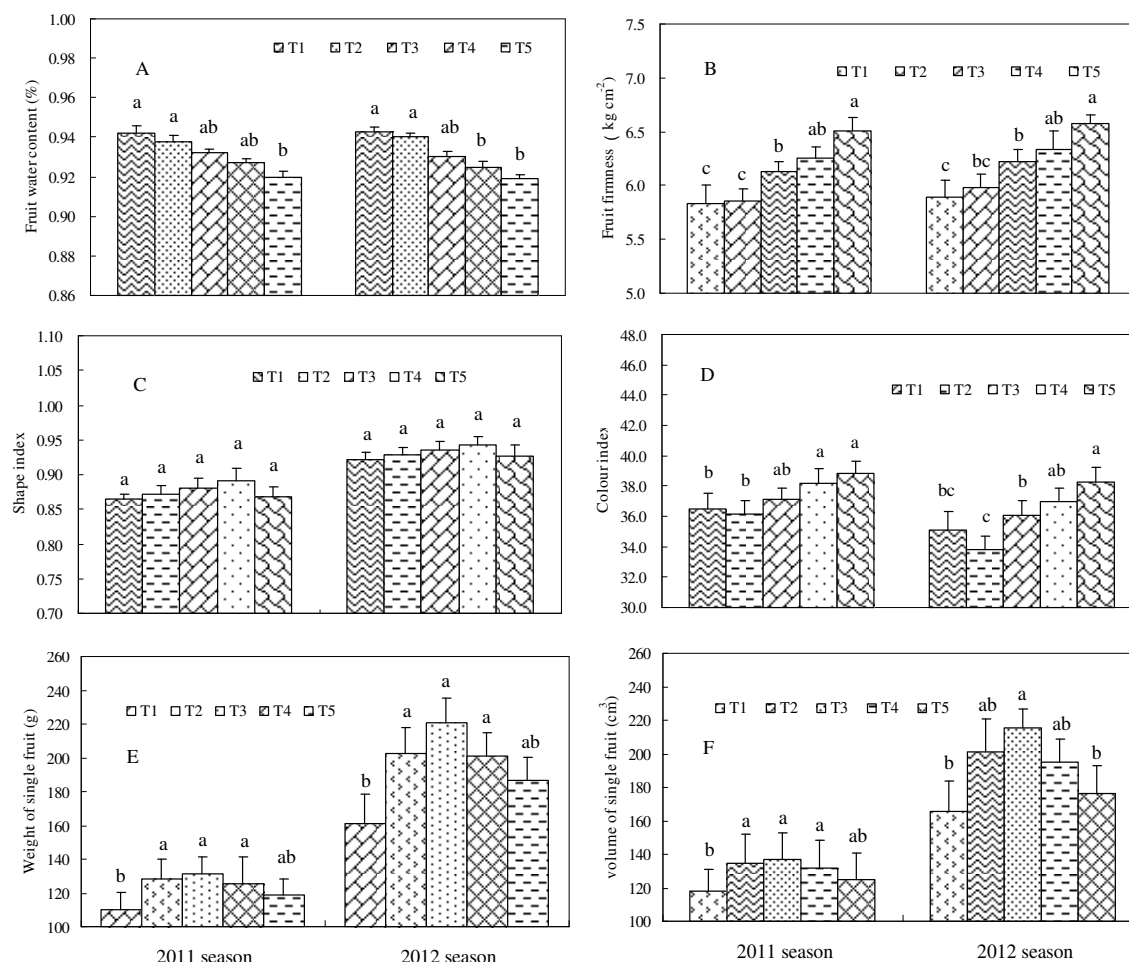 1.00
0.98
0.96
0.94
0.92
0.90
0.88
0.86
Fruit water content (%)
T1 T2 T3 T4 T5
A
a a ab ab b
a a ab b b
7.5
7.0
6.5
6.0
5.5
5.0
Fruit firmness ( kg cm-2)
T1 T2 T3 T4 T5
B
c c b ab a
c bc b ab a
1.10
1.05
1.00
0.95
0.90
0.85
0.80
0.75
0.70
Shape index
T1 T2 T3 T4 T5
C
a a a a a
a a a a a
48.0
46.0
44.0
42.0
40.0
38.0
36.0
34.0
32.0
30.0
Colour index
D
T1 T2 T3 T4 T5
b b ab a a
bc c b ab a
260
240
220
200
180
160
140
120
100
Weight of single fruit (g)
T1 T2 T3 T4 T5
E
b a a a ab
b a a a ab
2011 season 2012 season
260
240
220
200
180
160
140
120
100
volume of single fruit (cm3)
T1 T2 T3 T4 T5
F
b a a a ab
b ab a ab b
2011 season 2012 season